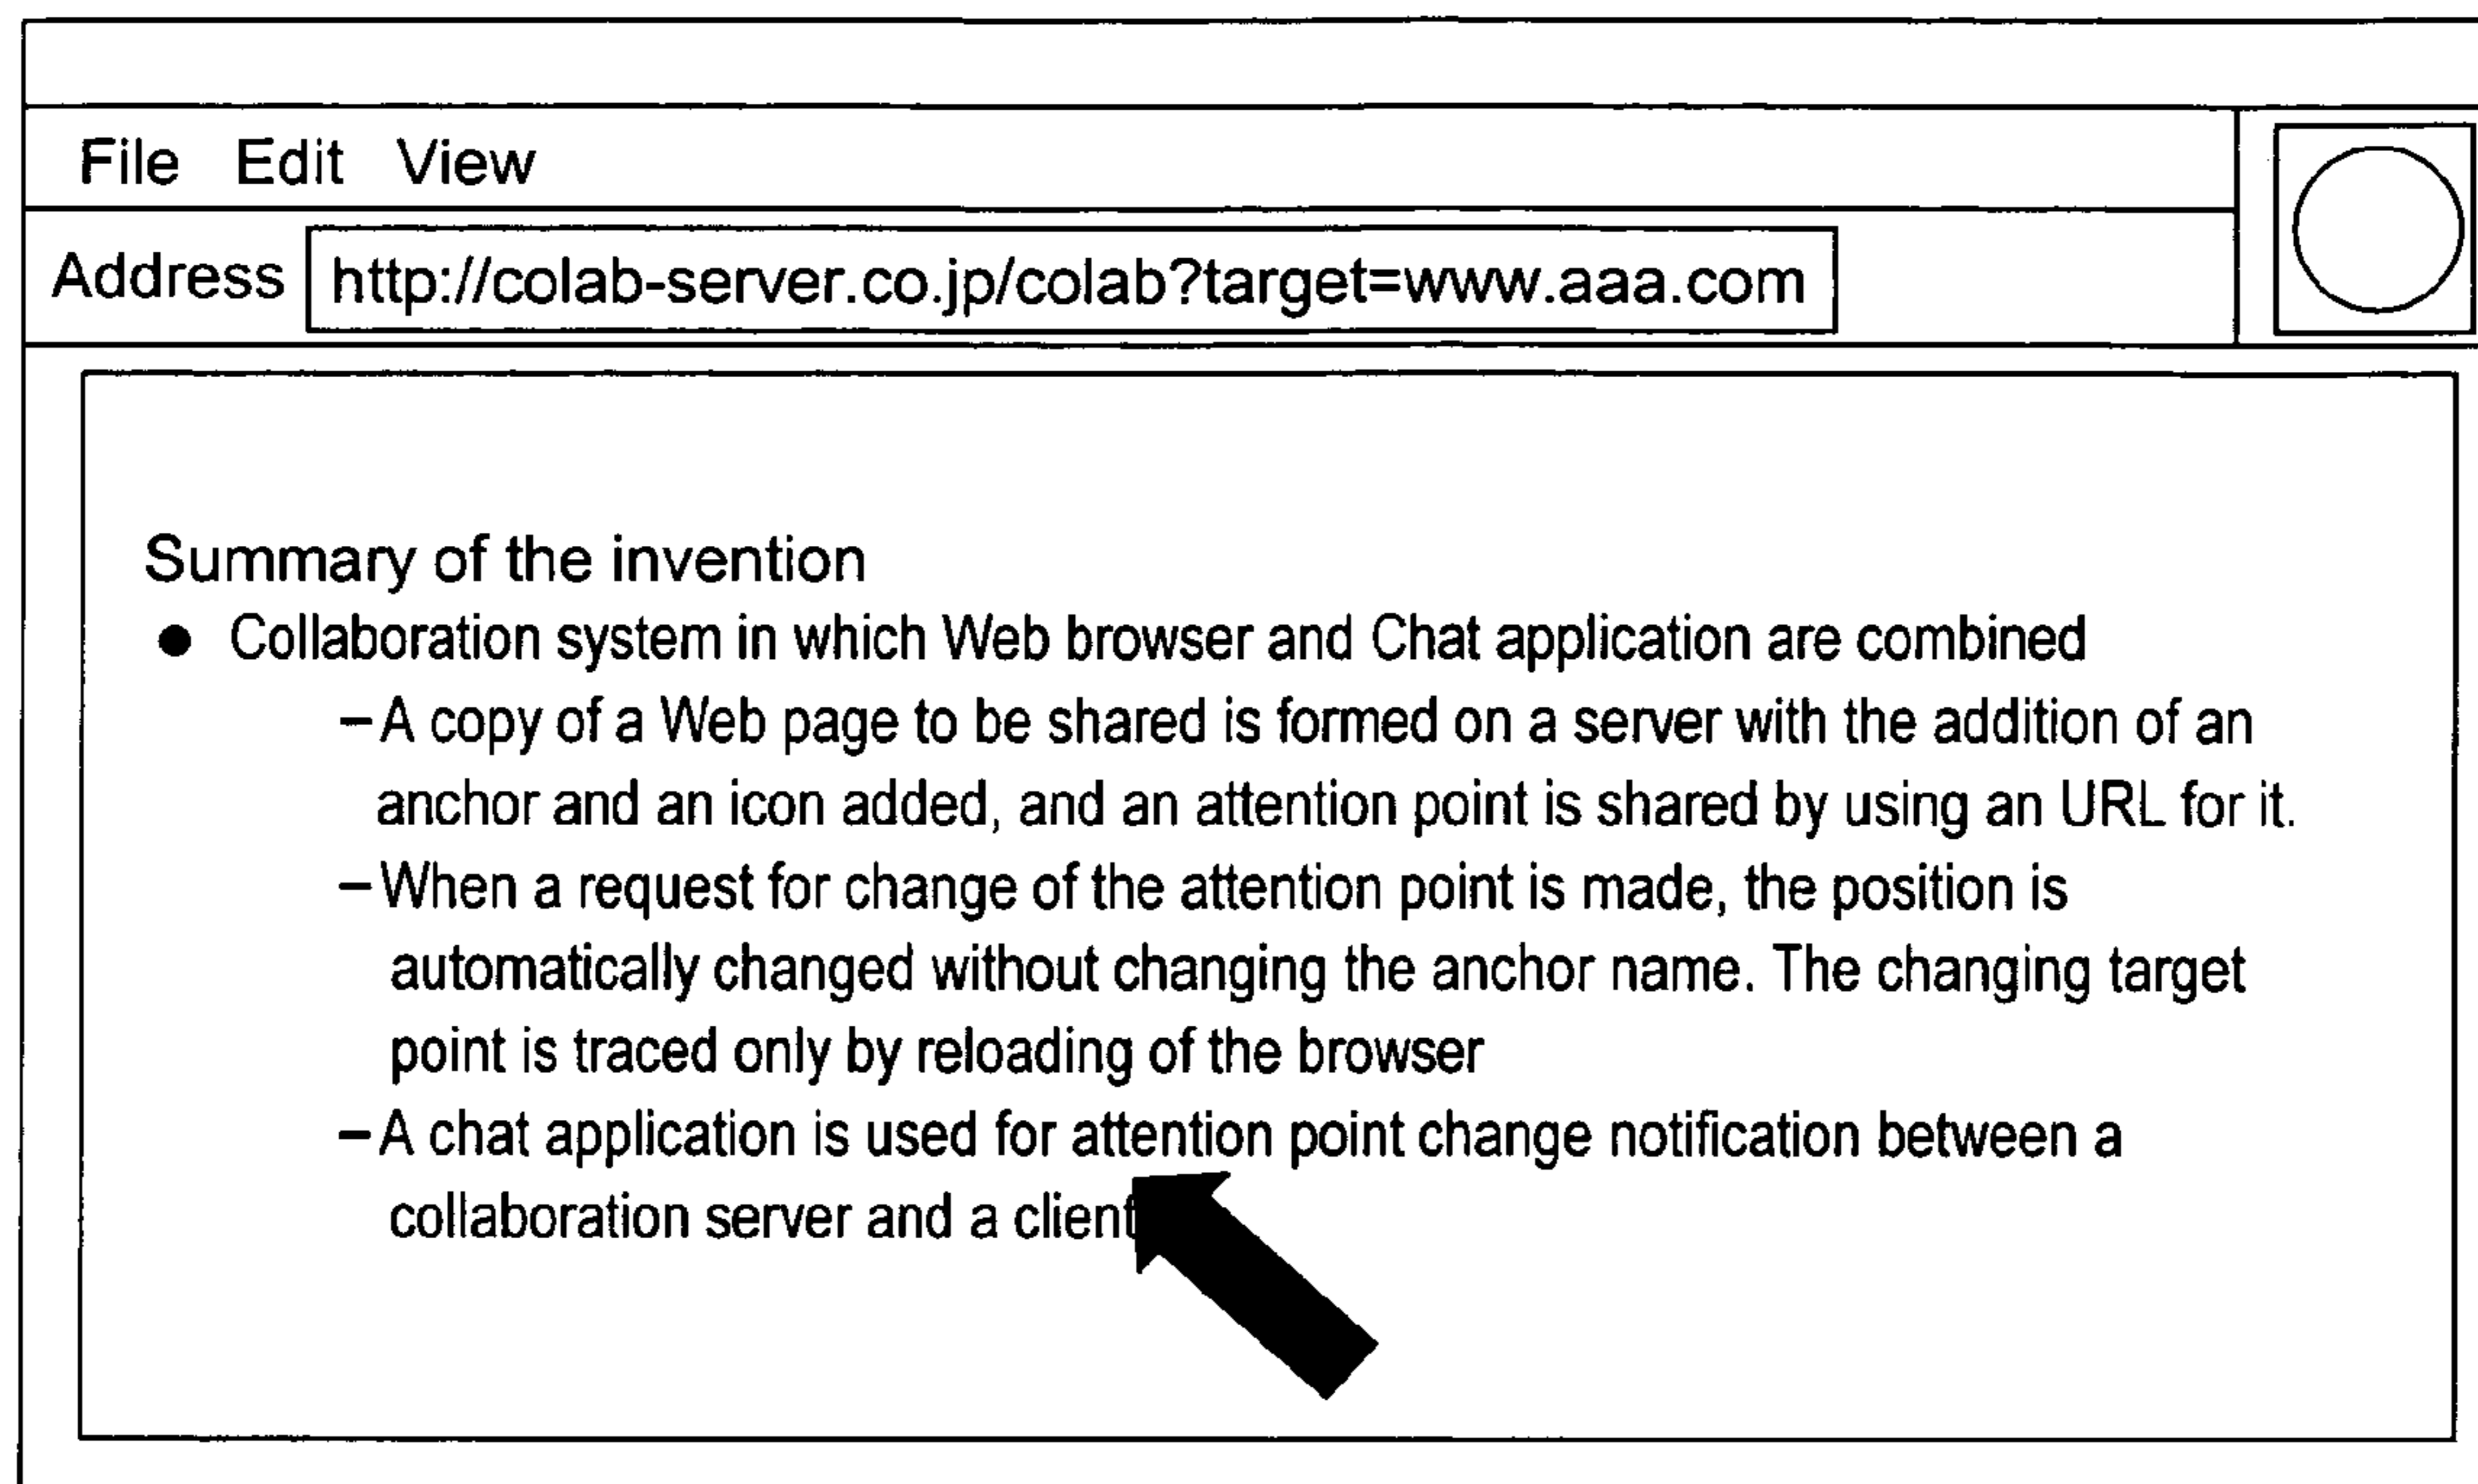 File Edit View
Address http://colab-server.co.jp/colab?target=www.aaa.com
Summary of the invention
● Collaboration system in which Web browser and Chat application are combined
–A copy of a Web page to be shared is formed on a server with the addition of an
anchor and an icon added, and an attention point is shared by using an URL for it.
–When a request for change of the attention point is made, the position is
automatically changed without changing the anchor name. The changing target
point is traced only by reloading of the browser
–A chat application is used for attention point change notification between a
collaboration server and a client